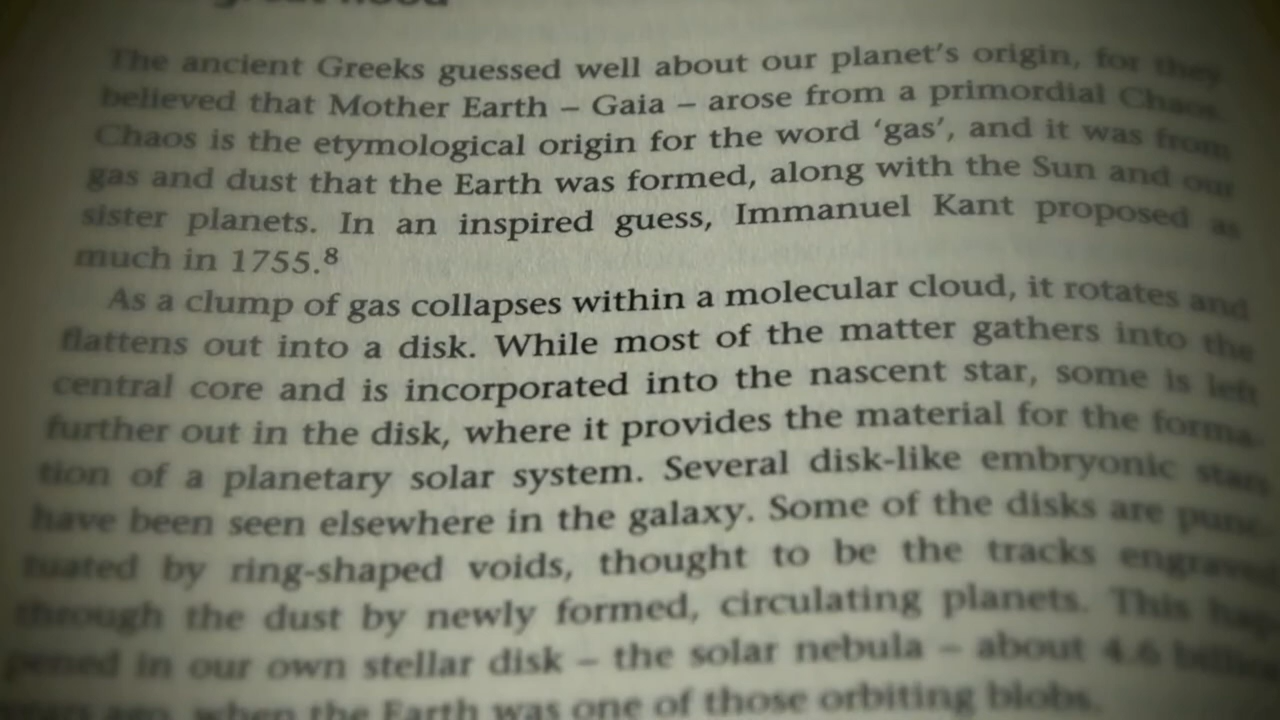 great flood
The ancient Greeks guessed well about our planet's origin, for they
believed that Mother Earth – Gaia – arose from a primordial Chaos.
Chaos is the etymological origin for the word 'gas', and it was from
gas and dust that the Earth was formed, along with the Sun and our
sister planets. In an inspired guess, Immanuel Kant proposed as
much in 1755.⁸
As a clump of gas collapses within a molecular cloud, it rotates and
flattens out into a disk. While most of the matter gathers into the
central core and is incorporated into the nascent star, some is left
further out in the disk, where it provides the material for the forma-
tion of a planetary solar system. Several disk-like embryonic stars
have been seen elsewhere in the galaxy. Some of the disks are punc-
tuated by ring-shaped voids, thought to be the tracks engraved
through the dust by newly formed, circulating planets. This hap-
pened in our own stellar disk – the solar nebula – about 4.6 billion
years ago, when the Earth was one of those orbiting blobs.